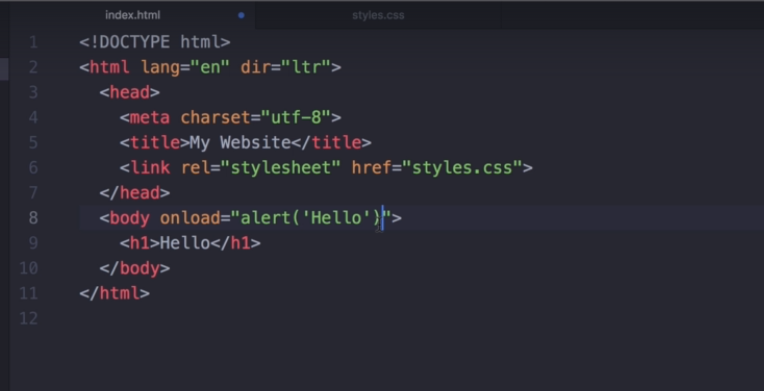 index.html styles.css
1 <!DOCTYPE html>
2 <html lang="en" dir="ltr">
3 <head>
4 <meta charset="utf-8">
5 <title>My Website</title>
6 <link rel="stylesheet" href="styles.css">
7 </head>
8 <body onload="alert('Hello')">
9 <h1>Hello</h1>
10 </body>
11 </html>
12